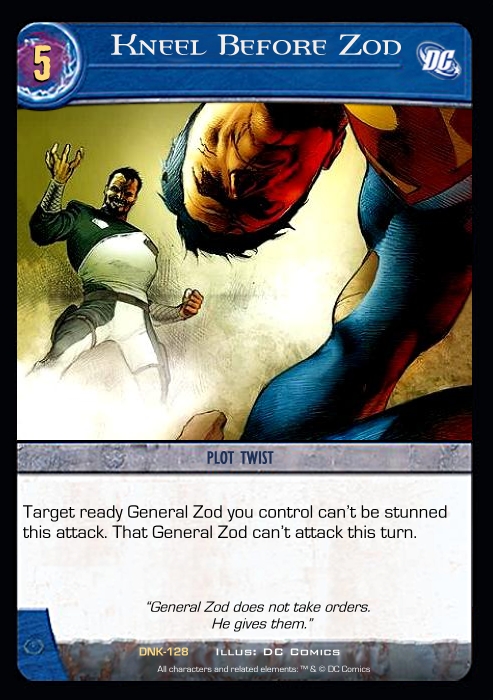 5
Kneel Before Zod
DC
PLOT TWIST
Target ready General Zod you control can't be stunned
this attack. That General Zod can't attack this turn.
"General Zod does not take orders.
He gives them."
DNK-128 Illus: DC Comics
All characters and related elements: ™ & © DC Comics